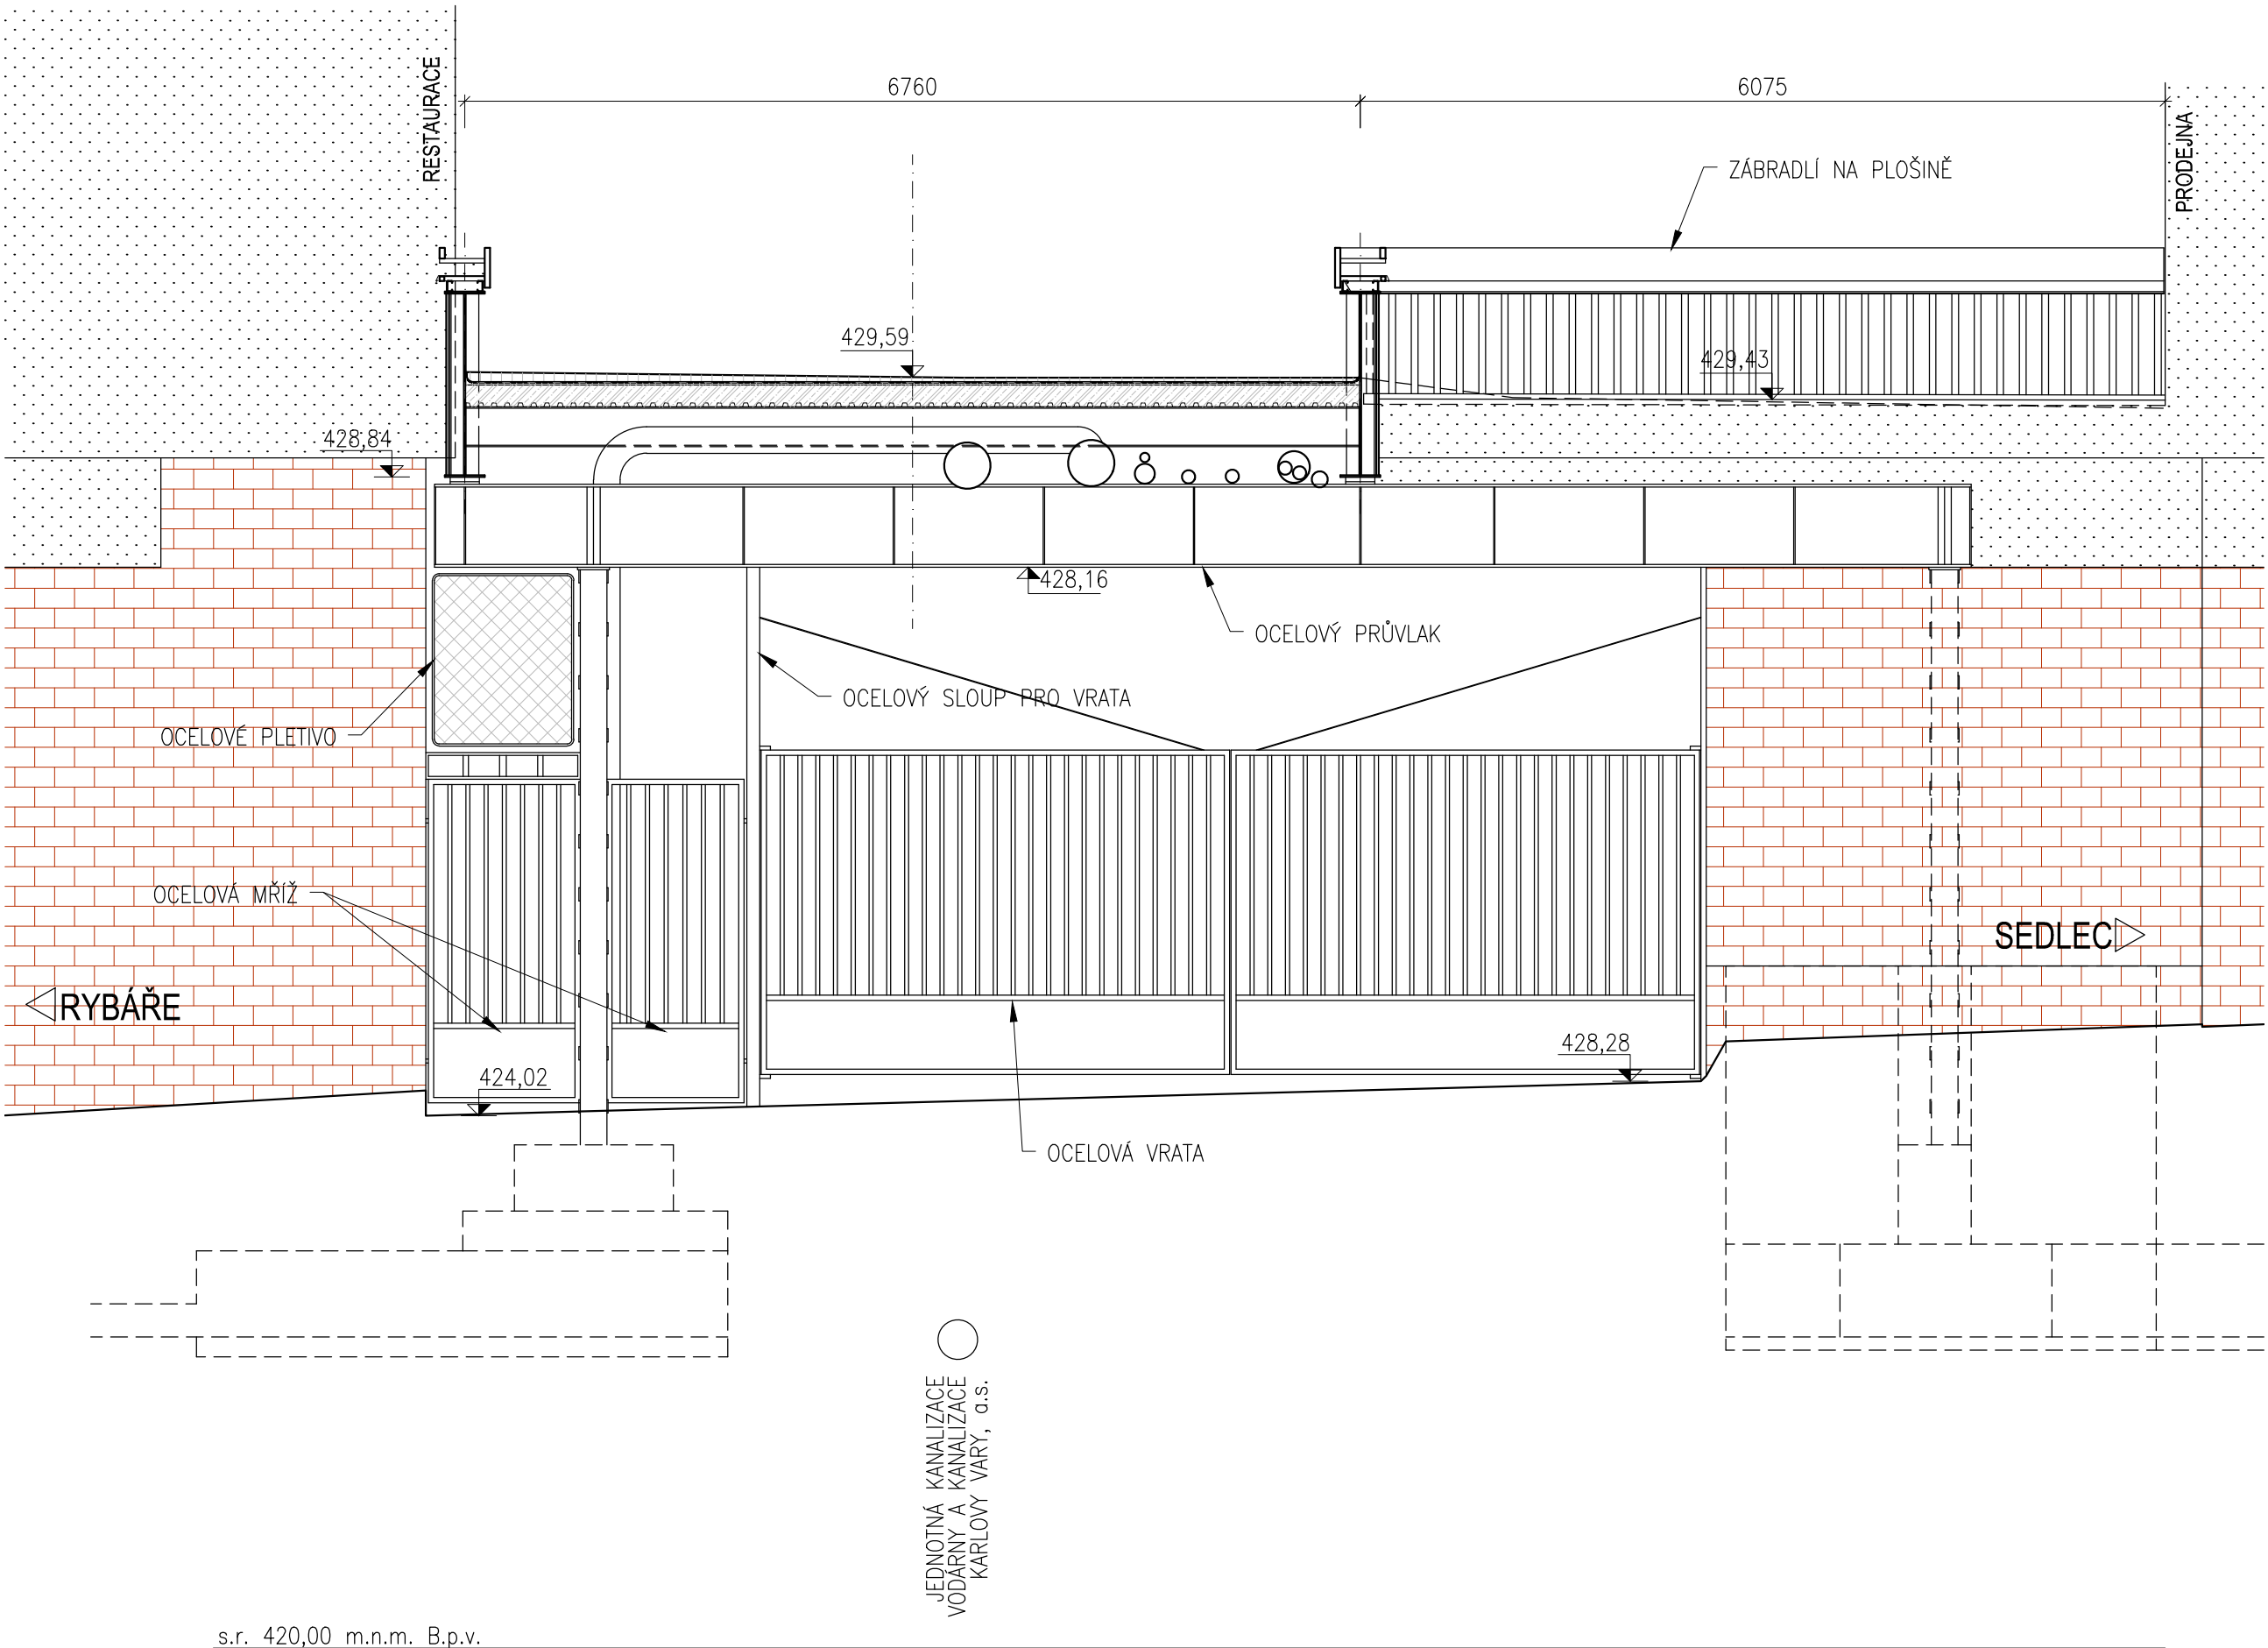 RESTAURACE
6760
6075
PRODEJNA
ZÁBRADLÍ NA PLOŠINĚ
429,59
429,43
428,84
428,16
OCELOVÝ PRŮVLAK
OCELOVÝ SLOUP PRO VRATA
OCELOVÉ PLETIVO
OCELOVÁ MŘÍŽ
SEDLEC
RYBÁŘE
428,28
424,02
OCELOVÁ VRATA
JEDNOTNÁ KANALIZACE
VODÁRNY A KANALIZACE
KARLOVY VARY, a.s.
s.r. 420,00 m.n.m. B.p.v.